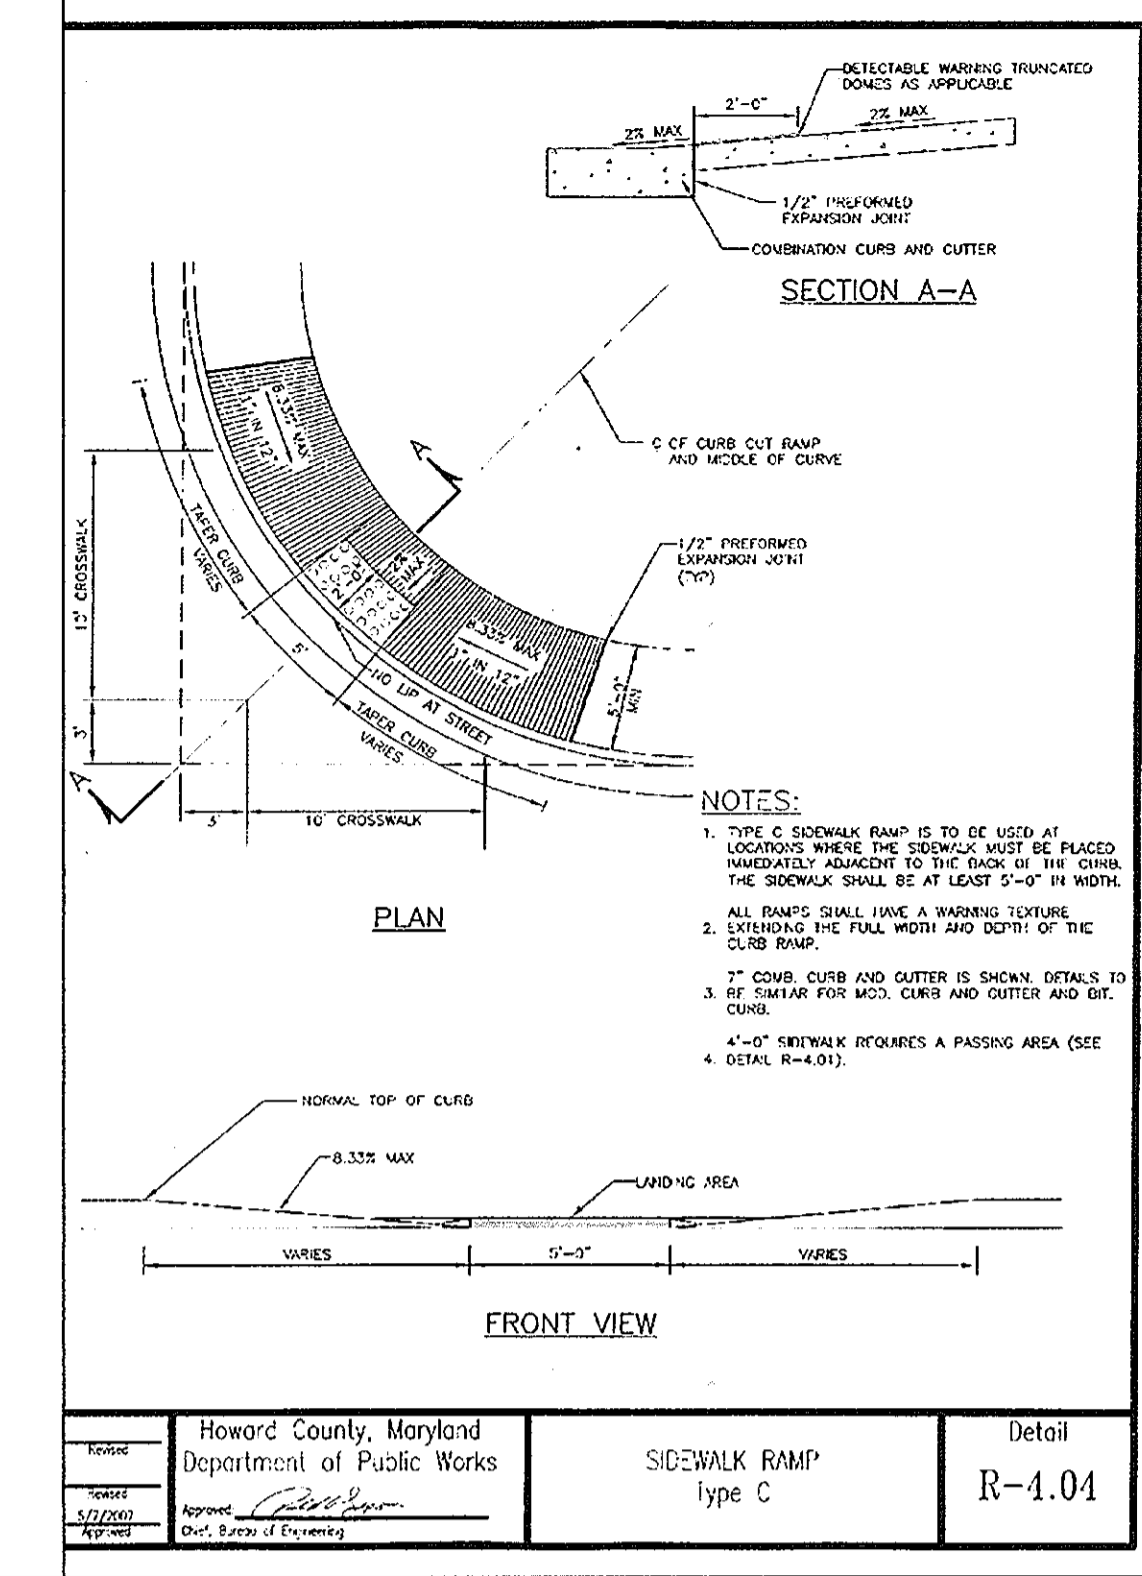 DETECTABLE WARNING TRUNCATED
DOMES AS APPLICABLE
2'-0"
2% MAX
2% MAX
1/2" PREFORMED
EXPANSION JOINT
COMBINATION CURB AND GUTTER
SECTION A-A
8.33% MAX
1" IN 12"
A
C OF CURB CUT RAMP
AND MIDDLE OF CURVE
1/2" PREFORMED
EXPANSION JOINT
(TYP)
10' CROSSWALK
TAPER CURB
VARIES
2% MAX
8.33% MAX
1" IN 12"
5'
NO LIP AT STREET
5'-0"
MIN
3'
TAPER CURB
VARIES
A
3'
10' CROSSWALK
PLAN
NOTES:
1. TYPE C SIDEWALK RAMP IS TO BE USED AT
LOCATIONS WHERE THE SIDEWALK MUST BE PLACED
IMMEDIATELY ADJACENT TO THE BACK OF THE CURB.
THE SIDEWALK SHALL BE AT LEAST 5'-0" IN WIDTH.
ALL RAMPS SHALL HAVE A WARNING TEXTURE
2. EXTENDING THE FULL WIDTH AND DEPTH OF THE
CURB RAMP.
7" COMB. CURB AND GUTTER IS SHOWN. DETAILS TO
3. BE SIMILAR FOR MOD. CURB AND GUTTER AND BIT.
CURB.
4'-0" SIDEWALK REQUIRES A PASSING AREA (SEE
4. DETAIL R-4.01).
NORMAL TOP OF CURB
8.33% MAX
LANDING AREA
VARIES
5'-0"
VARIES
FRONT VIEW
Revised
Revised
5/7/2007
Approved
Howard County, Maryland
Department of Public Works
Approved:
Chief, Bureau of Engineering
SIDEWALK RAMP
Type C
Detail
R-4.04